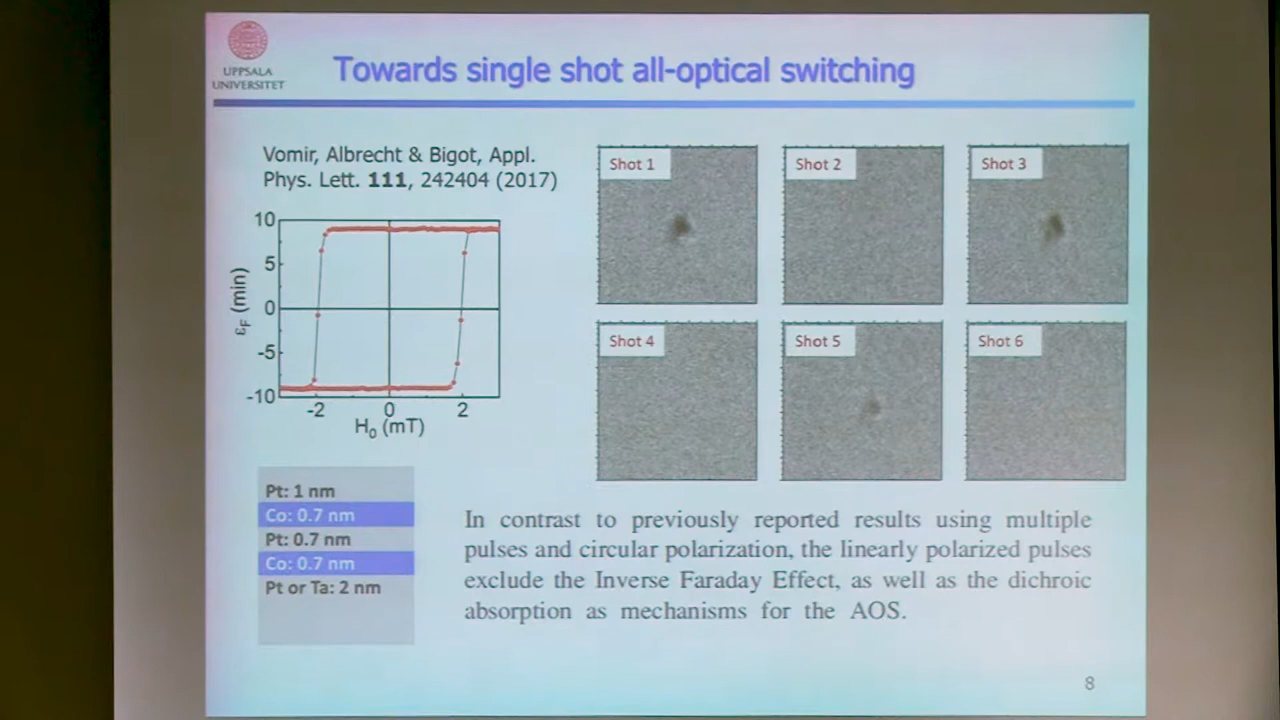 UPPSALA
UNIVERSITET
Towards single shot all-optical switching
Vomir, Albrecht & Bigot, Appl.
Phys. Lett. 111, 242404 (2017)
10
5
0
-5
-10
εF (min)
-2 0 2
H0 (mT)
Shot 1
Shot 2
Shot 3
Shot 4
Shot 5
Shot 6
Pt: 1 nm
Co: 0.7 nm
Pt: 0.7 nm
Co: 0.7 nm
Pt or Ta: 2 nm
In contrast to previously reported results using multiple
pulses and circular polarization, the linearly polarized pulses
exclude the Inverse Faraday Effect, as well as the dichroic
absorption as mechanisms for the AOS.
8